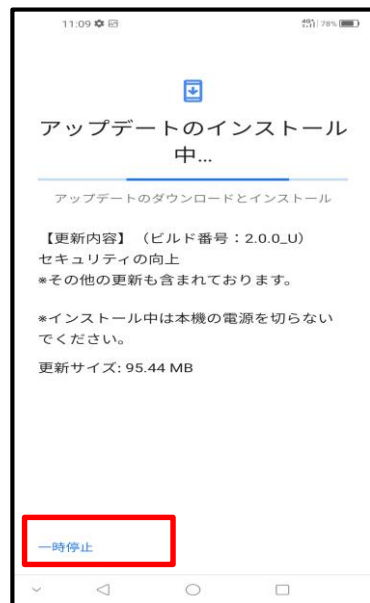 11:09
78%
アップデートのインストール
中...
アップデートのダウンロードとインストール
【更新内容】（ビルド番号：2.0.0_U）
セキュリティの向上
*その他の更新も含まれております。
*インストール中は本機の電源を切らない
でください。
更新サイズ: 95.44 MB
一時停止